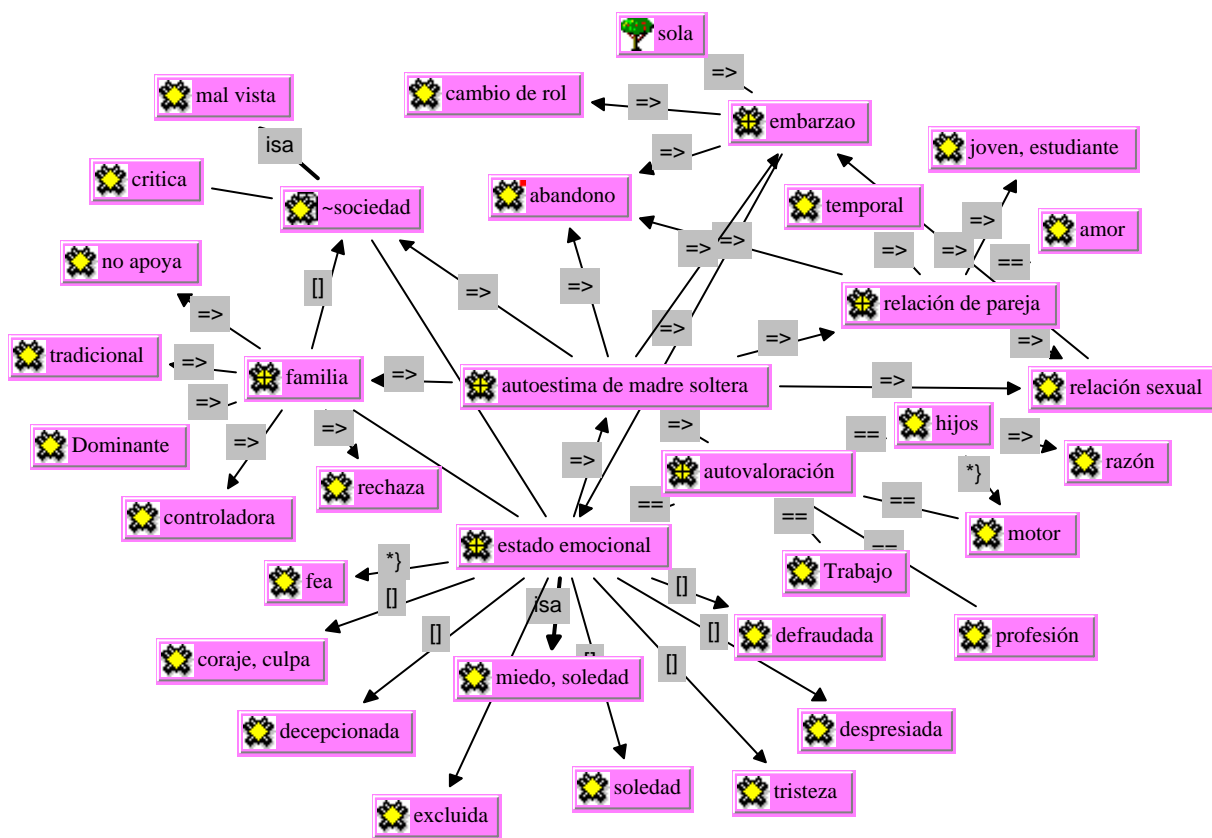 sola
=>
mal vista
cambio de rol
=>
embarzao
isa
=>
joven, estudiante
critica
~sociedad
abandono
temporal
amor
=>
=>
=>
=>
==
no apoya
[]
=>
=>
relación de pareja
=>
=>
=>
=>
tradicional
=>
familia
=>
autoestima de madre soltera
=>
relación sexual
=>
Dominante
=>
=>
=>
==
hijos
=>
razón
controladora
rechaza
=>
autovaloración
*}
==
==
==
==
motor
estado emocional
fea
*}
[]
isa
[]
Trabajo
coraje, culpa
[]
[]
[]
defraudada
[]
profesión
miedo, soledad
decepcionada
despresiada
soledad
tristeza
excluida